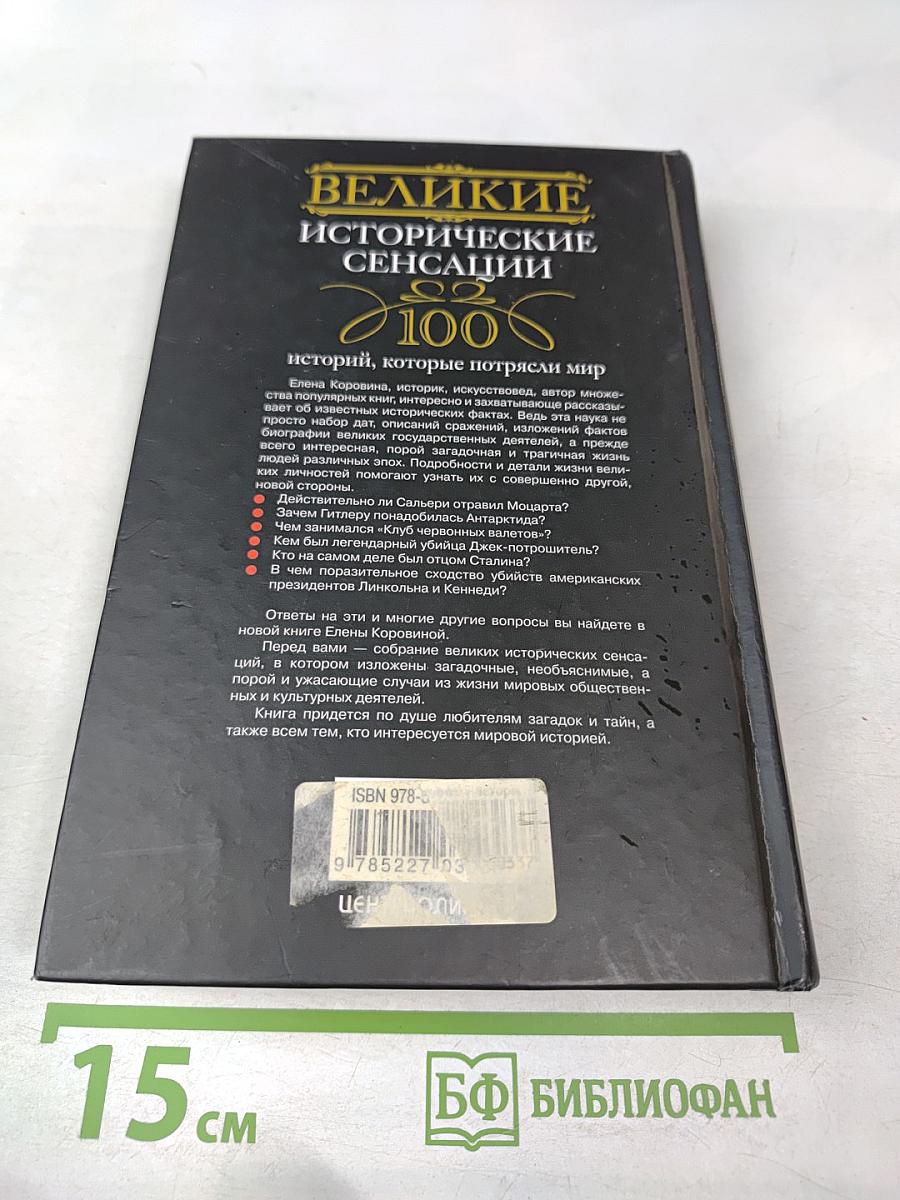 ВЕЛИКИЕ
ИСТОРИЧЕСКИЕ
СЕНСАЦИИ
100
историй, которые потрясли мир
Елена Коровина, историк, искусствовед, автор множе-
ства популярных книг, интересно и захватывающе рассказы-
вает об известных исторических фактах. Ведь эта наука не
просто набор дат, описаний сражений, изложений фактов
биографии великих государственных деятелей, а прежде
всего интересная, порой загадочная и трагичная жизнь
людей различных эпох. Подробности и детали жизни вели-
ких личностей помогают узнать их с совершенно другой,
новой стороны.
Действительно ли Сальери отравил Моцарта?
Зачем Гитлеру понадобилась Антарктида?
Чем занимался «Клуб червонных валетов»?
Кем был легендарный убийца Джек-потрошитель?
Кто на самом деле был отцом Сталина?
В чем поразительное сходство убийств американских
президентов Линкольна и Кеннеди?
Ответы на эти и многие другие вопросы вы найдете в
новой книге Елены Коровиной.
Перед вами — собрание великих исторических сенса-
ций, в котором изложены загадочные, необъяснимые, а
порой и ужасающие случаи из жизни мировых обществен-
ных и культурных деятелей.
Книга придется по душе любителям загадок и тайн, а
также всем тем, кто интересуется мировой историей.
ISBN 978-5
9 785227 03
15 см
БФ БИБЛИОФАН